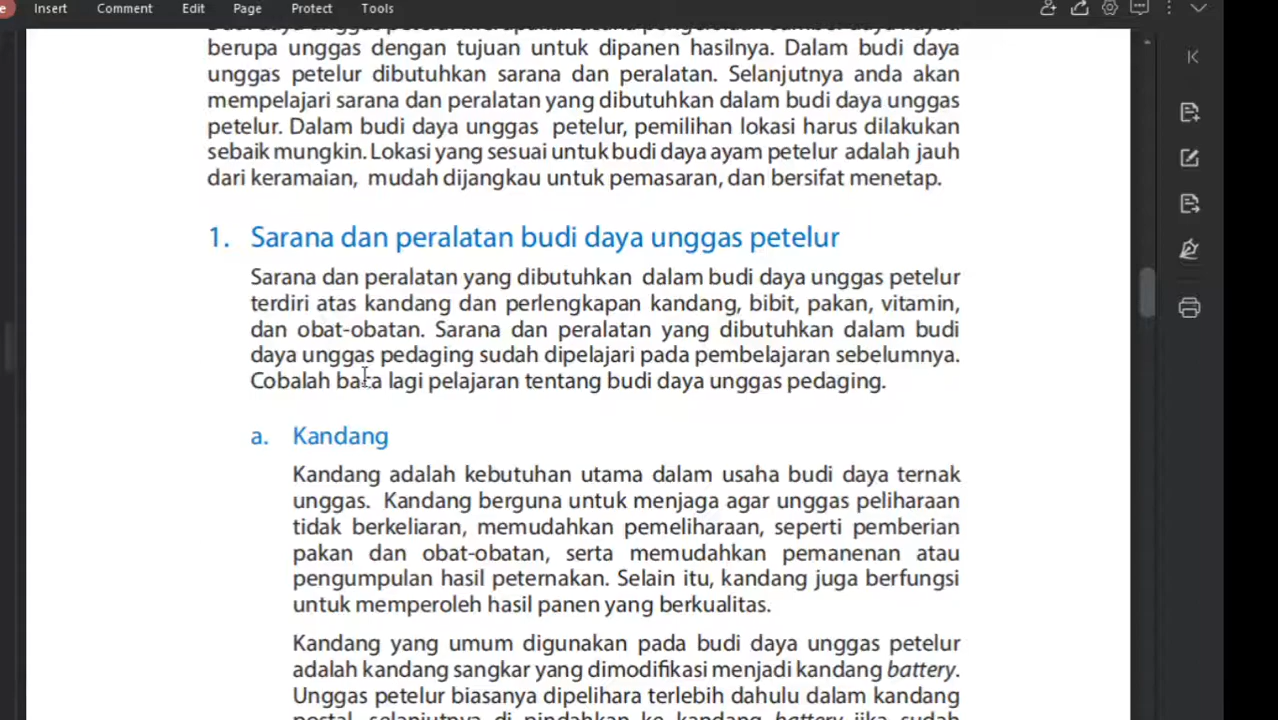 Insert Comment Edit Page Protect Tools
berupa unggas dengan tujuan untuk dipanen hasilnya. Dalam budi daya
unggas petelur dibutuhkan sarana dan peralatan. Selanjutnya anda akan
mempelajari sarana dan peralatan yang dibutuhkan dalam budi daya unggas
petelur. Dalam budi daya unggas petelur, pemilihan lokasi harus dilakukan
sebaik mungkin. Lokasi yang sesuai untuk budi daya ayam petelur adalah jauh
dari keramaian, mudah dijangkau untuk pemasaran, dan bersifat menetap.
1. Sarana dan peralatan budi daya unggas petelur
Sarana dan peralatan yang dibutuhkan dalam budi daya unggas petelur
terdiri atas kandang dan perlengkapan kandang, bibit, pakan, vitamin,
dan obat-obatan. Sarana dan peralatan yang dibutuhkan dalam budi
daya unggas pedaging sudah dipelajari pada pembelajaran sebelumnya.
Cobalah baca lagi pelajaran tentang budi daya unggas pedaging.
a. Kandang
Kandang adalah kebutuhan utama dalam usaha budi daya ternak
unggas. Kandang berguna untuk menjaga agar unggas peliharaan
tidak berkeliaran, memudahkan pemeliharaan, seperti pemberian
pakan dan obat-obatan, serta memudahkan pemanenan atau
pengumpulan hasil peternakan. Selain itu, kandang juga berfungsi
untuk memperoleh hasil panen yang berkualitas.
Kandang yang umum digunakan pada budi daya unggas petelur
adalah kandang sangkar yang dimodifikasi menjadi kandang battery.
Unggas petelur biasanya dipelihara terlebih dahulu dalam kandang
postal, selanjutnya di pindahkan ke kandang battery jika sudah